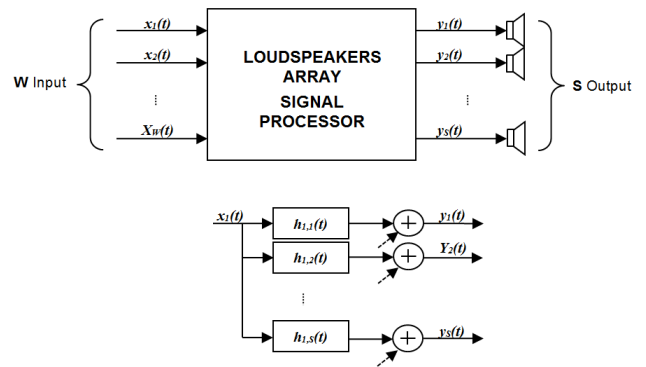 x1(t)
y1(t)
x2(t)
y2(t)
LOUDSPEAKERS
ARRAY
SIGNAL
PROCESSOR
W Input
S Output
XW(t)
yS(t)
x1(t)
h1,1(t)
+
y1(t)
h1,2(t)
+
Y2(t)
h1,S(t)
+
yS(t)